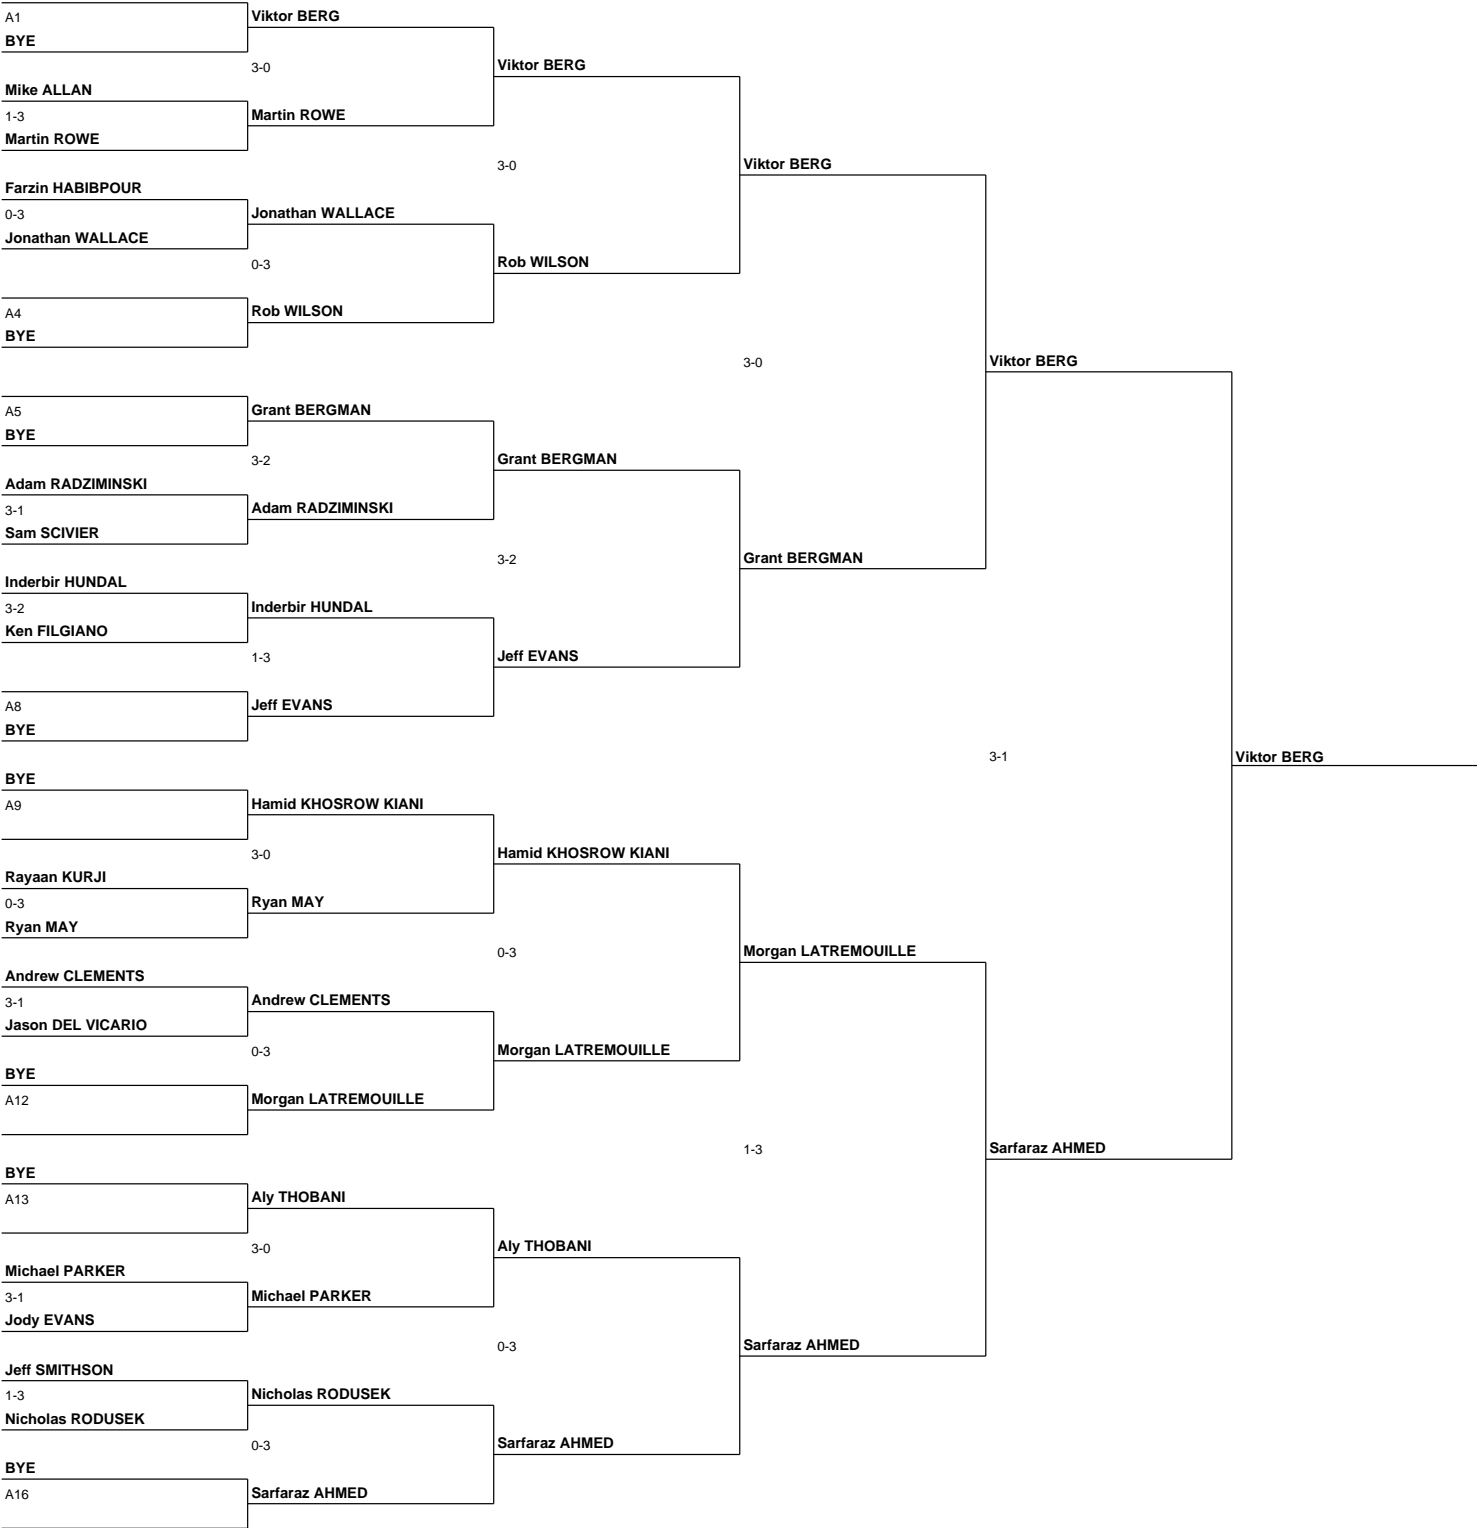 A1
BYE
Mike ALLAN
1-3
Martin ROWE
Farzin HABIBPOUR
0-3
Jonathan WALLACE
A4
BYE
A5
BYE
Adam RADZIMINSKI
3-1
Sam SCIVIER
Inderbir HUNDAL
3-2
Ken FILGIANO
A8
BYE
BYE
A9
Rayaan KURJI
0-3
Ryan MAY
Andrew CLEMENTS
3-1
Jason DEL VICARIO
BYE
A12
BYE
A13
Michael PARKER
3-1
Jody EVANS
Jeff SMITHSON
1-3
Nicholas RODUSEK
BYE
A16
Viktor BERG
3-0
Martin ROWE
Jonathan WALLACE
0-3
Rob WILSON
Grant BERGMAN
3-2
Adam RADZIMINSKI
Inderbir HUNDAL
1-3
Jeff EVANS
Hamid KHOSROW KIANI
3-0
Ryan MAY
Andrew CLEMENTS
0-3
Morgan LATREMOUILLE
Aly THOBANI
3-0
Michael PARKER
Nicholas RODUSEK
0-3
Sarfaraz AHMED
Viktor BERG
3-0
Rob WILSON
Grant BERGMAN
3-2
Jeff EVANS
Hamid KHOSROW KIANI
0-3
Morgan LATREMOUILLE
Aly THOBANI
0-3
Sarfaraz AHMED
Viktor BERG
3-0
Grant BERGMAN
Morgan LATREMOUILLE
1-3
Sarfaraz AHMED
Viktor BERG
3-1
Sarfaraz AHMED
Viktor BERG